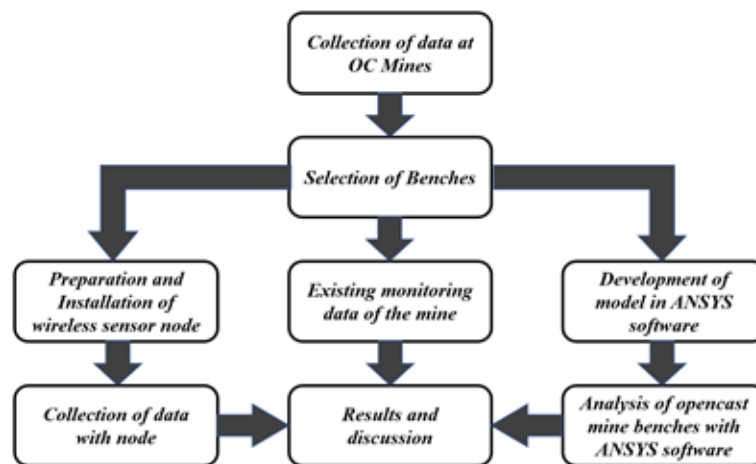 Collection of data at
OC Mines
Selection of Benches
Preparation and
Installation of
wireless sensor node
Existing monitoring
data of the mine
Development of
model in ANSYS
software
Collection of data
with node
Results and
discussion
Analysis of opencast
mine benches with
ANSYS software